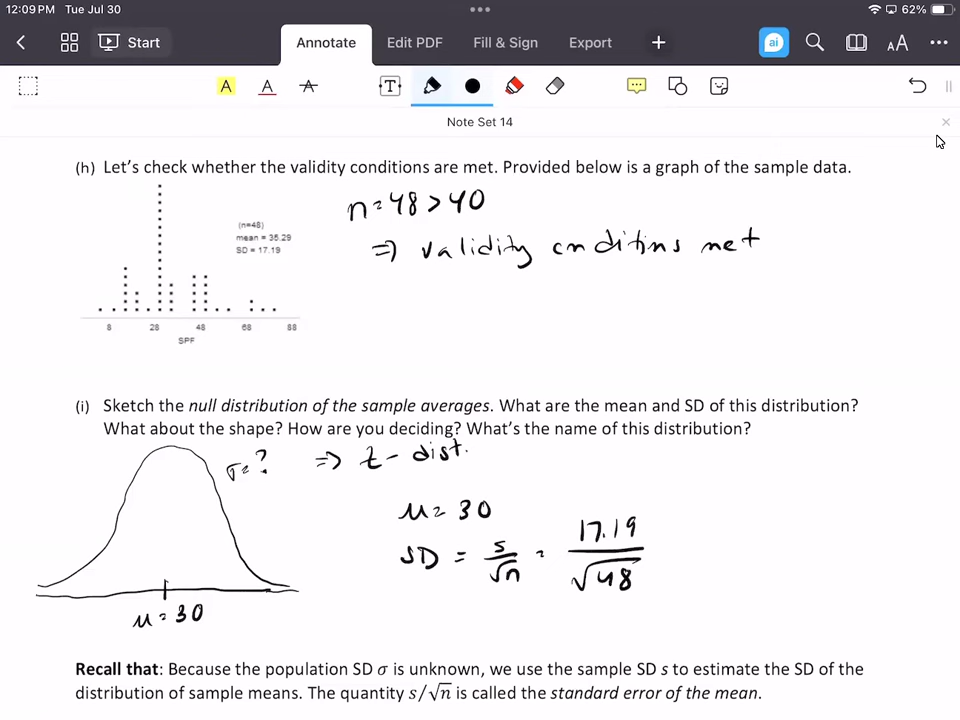 12:09PM Tue Jul 30
62%
Start
Annotate
Edit PDF
Fill & Sign
Export
ai
AA
A A A T
Note Set 14
(h) Let's check whether the validity conditions are met. Provided below is a graph of the sample data.
n = 48 > 40
⇒ validity conditins met
(n=48)
mean = 35.29
SD = 17.19
8 28 48 68 88
SPF
(i) Sketch the null distribution of the sample averages. What are the mean and SD of this distribution?
What about the shape? How are you deciding? What's the name of this distribution?
σ = ? ⇒ t - dist.
μ = 30
SD = s/√n = 17.19/√48
μ = 30
Recall that: Because the population SD σ is unknown, we use the sample SD s to estimate the SD of the
distribution of sample means. The quantity s/√n is called the standard error of the mean.